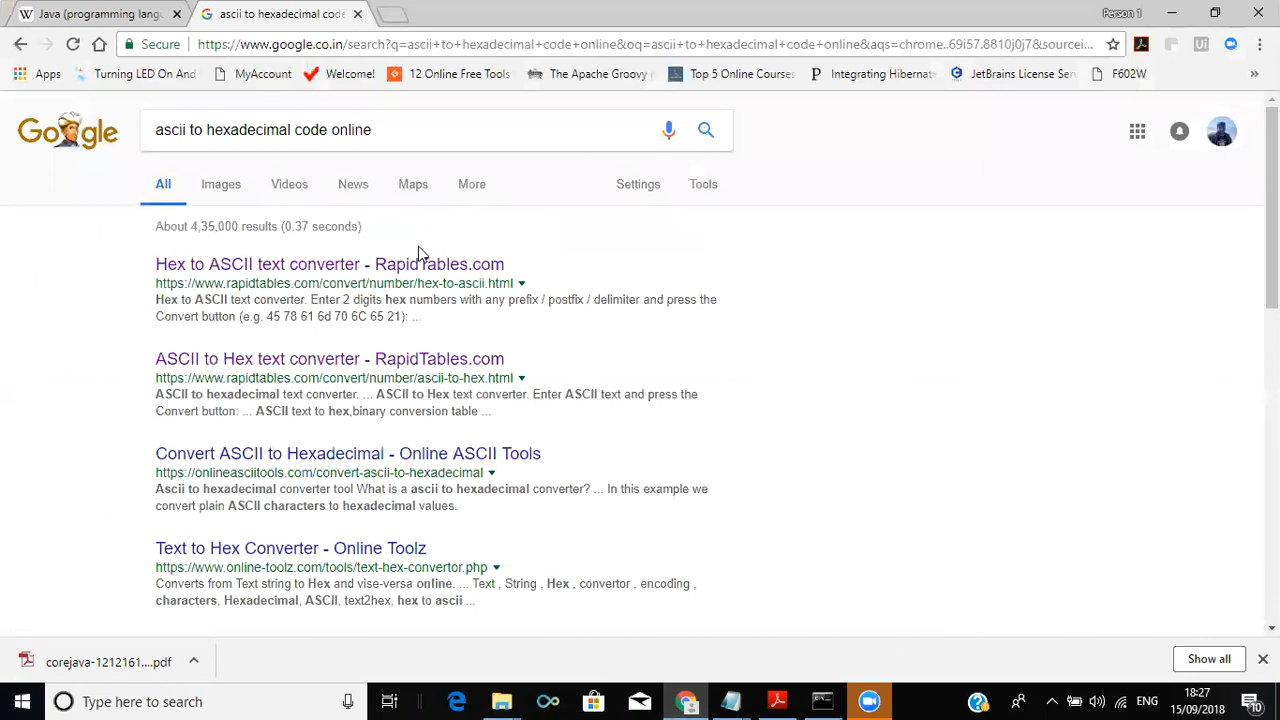 Java (programming lang
ascii to hexadecimal code
Person 1
Secure
https://www.google.co.in/search?q=ascii+to+hexadecimal+code+online&oq=ascii+to+hexadecimal+code+online&aqs=chrome..69i57.8810j0j7&sourcei...
Apps
Turning LED On And
MyAccount
Welcome!
12 Online Free Tools
The Apache Groovy
Top 5 Online Courses
Integrating Hibernat
JetBrains License Serv
F602W
»
Google
ascii to hexadecimal code online
All
Images
Videos
News
Maps
More
Settings
Tools
About 4,35,000 results (0.37 seconds)
Hex to ASCII text converter - RapidTables.com
https://www.rapidtables.com/convert/number/hex-to-ascii.html
Hex to ASCII text converter. Enter 2 digits hex numbers with any prefix / postfix / delimiter and press the
Convert button (e.g. 45 78 61 6d 70 6C 65 21): ...
ASCII to Hex text converter - RapidTables.com
https://www.rapidtables.com/convert/number/ascii-to-hex.html
ASCII to hexadecimal text converter. ... ASCII to Hex text converter. Enter ASCII text and press the
Convert button: ... ASCII text to hex,binary conversion table ...
Convert ASCII to Hexadecimal - Online ASCII Tools
https://onlineasciitools.com/convert-ascii-to-hexadecimal
Ascii to hexadecimal converter tool What is a ascii to hexadecimal converter? ... In this example we
convert plain ASCII characters to hexadecimal values.
Text to Hex Converter - Online Toolz
https://www.online-toolz.com/tools/text-hex-convertor.php
Converts from Text string to Hex and vise-versa online. ... Text , String , Hex , convertor , encoding ,
characters, Hexadecimal, ASCII, text2hex, hex to ascii ...
corejava-1212161....pdf
Show all
Type here to search
ENG
18:27
15/09/2018
10